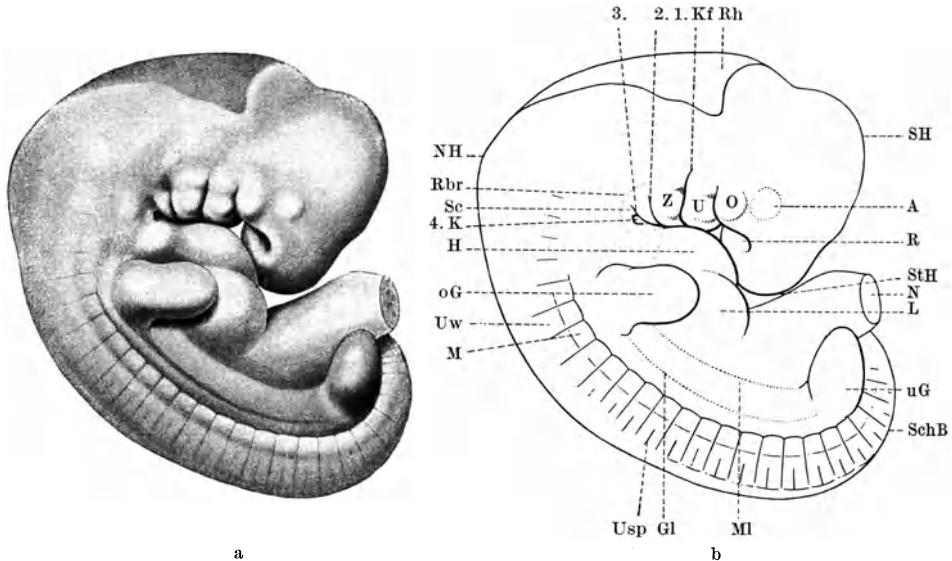 3. 2. 1. Kf Rh
NH
SH
Rbr
Sc
4. K
H
oG
Uw
M
Z U O
A
R
StH
N
L
uG
SchB
Usp Gl Ml
a b